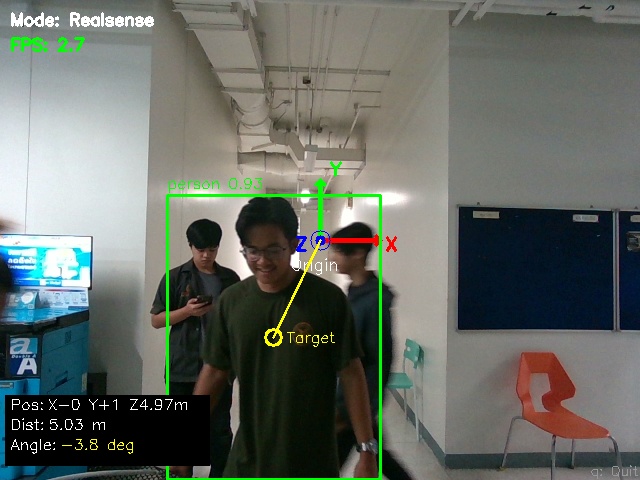 Mode: Realsense
FPS: 2.7
person 0.93
Y
Z
X
Origin
Target
a
A
Double A
Pos: X-0 Y+1 Z4.97m
Dist: 5.03 m
Angle: -3.8 deg
q: Quit